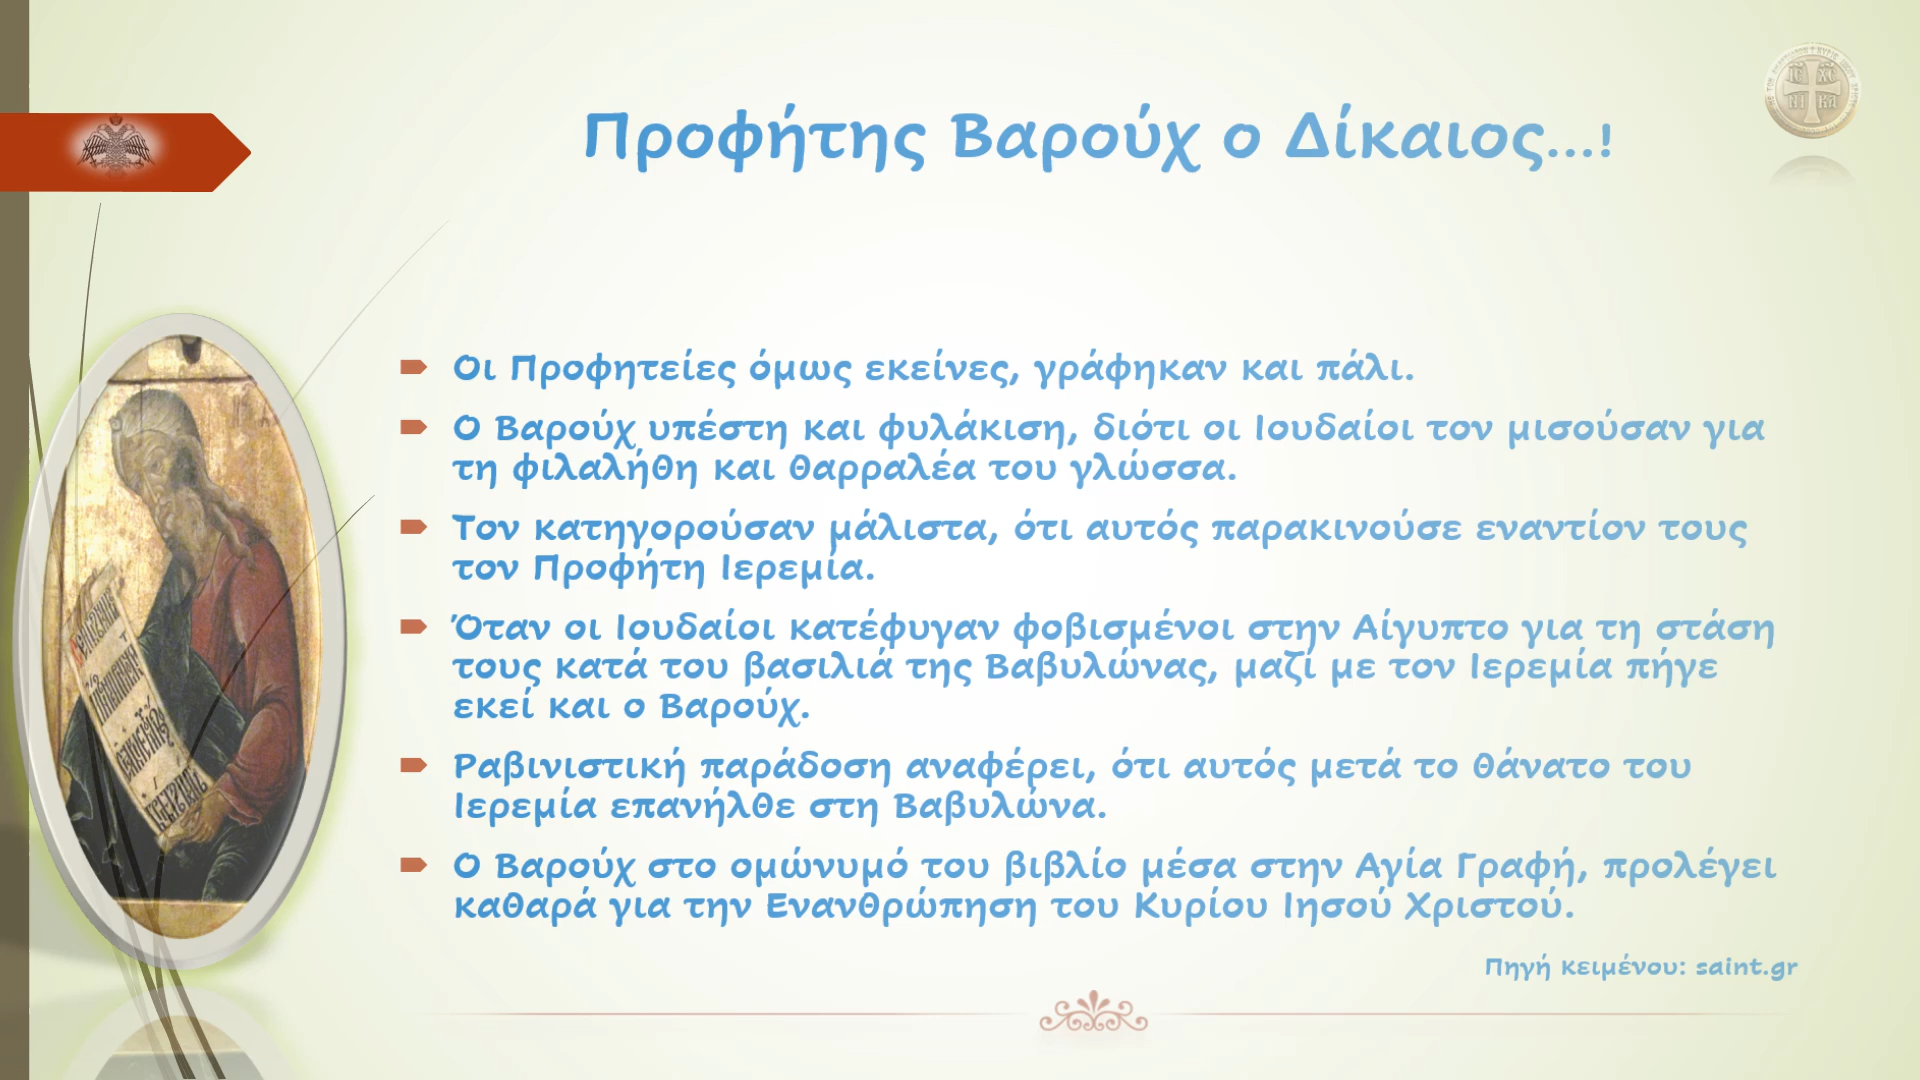 Προφήτης Βαρούχ ο Δίκαιος...!
IC XC
NI KA
Οι Προφητείες όμως εκείνες, γράφηκαν και πάλι.
Ο Βαρούχ υπέστη και φυλάκιση, διότι οι Ιουδαίοι τον μισούσαν για
τη φιλαλήθη και θαρραλέα του γλώσσα.
Τον κατηγορούσαν μάλιστα, ότι αυτός παρακινούσε εναντίον τους
τον Προφήτη Ιερεμία.
Όταν οι Ιουδαίοι κατέφυγαν φοβισμένοι στην Αίγυπτο για τη στάση
τους κατά του βασιλιά της Βαβυλώνας, μαζί με τον Ιερεμία πήγε
εκεί και ο Βαρούχ.
Ραβινιστική παράδοση αναφέρει, ότι αυτός μετά το θάνατο του
Ιερεμία επανήλθε στη Βαβυλώνα.
Ο Βαρούχ στο ομώνυμό του βιβλίο μέσα στην Αγία Γραφή, προλέγει
καθαρά για την Ενανθρώπηση του Κυρίου Ιησού Χριστού.
Πηγή κειμένου: saint.gr